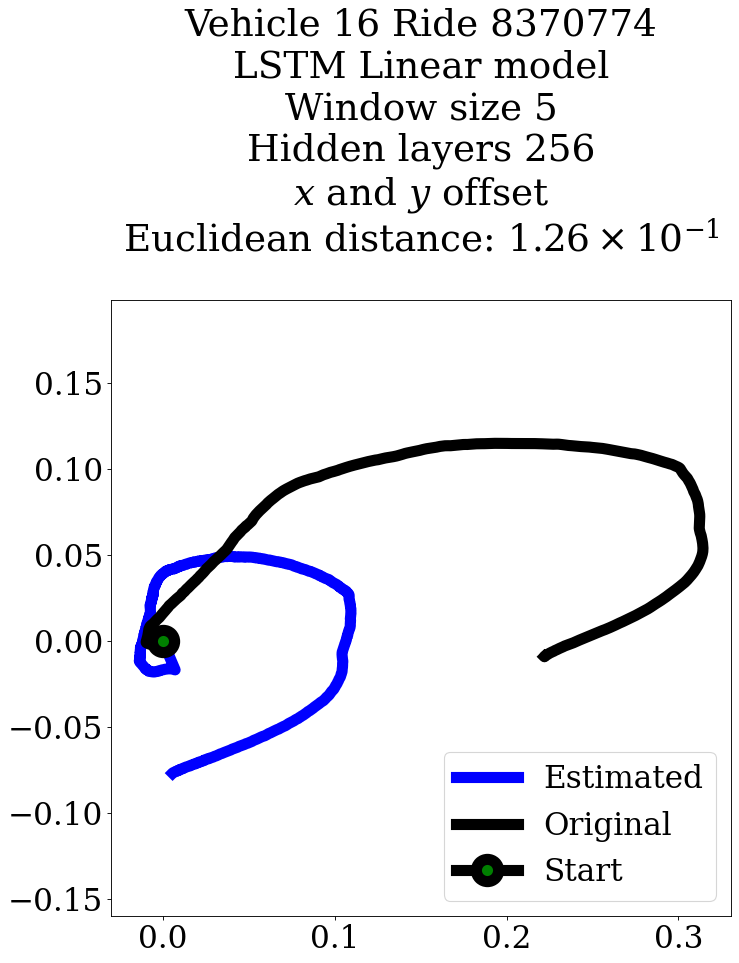 Vehicle 16 Ride 8370774
LSTM Linear model
Window size 5
Hidden layers 256
x and y offset
Euclidean distance: 1.26 × 10⁻¹
0.15
0.10
0.05
0.00
−0.05
−0.10
−0.15
0.0 0.1 0.2 0.3
Estimated
Original
Start